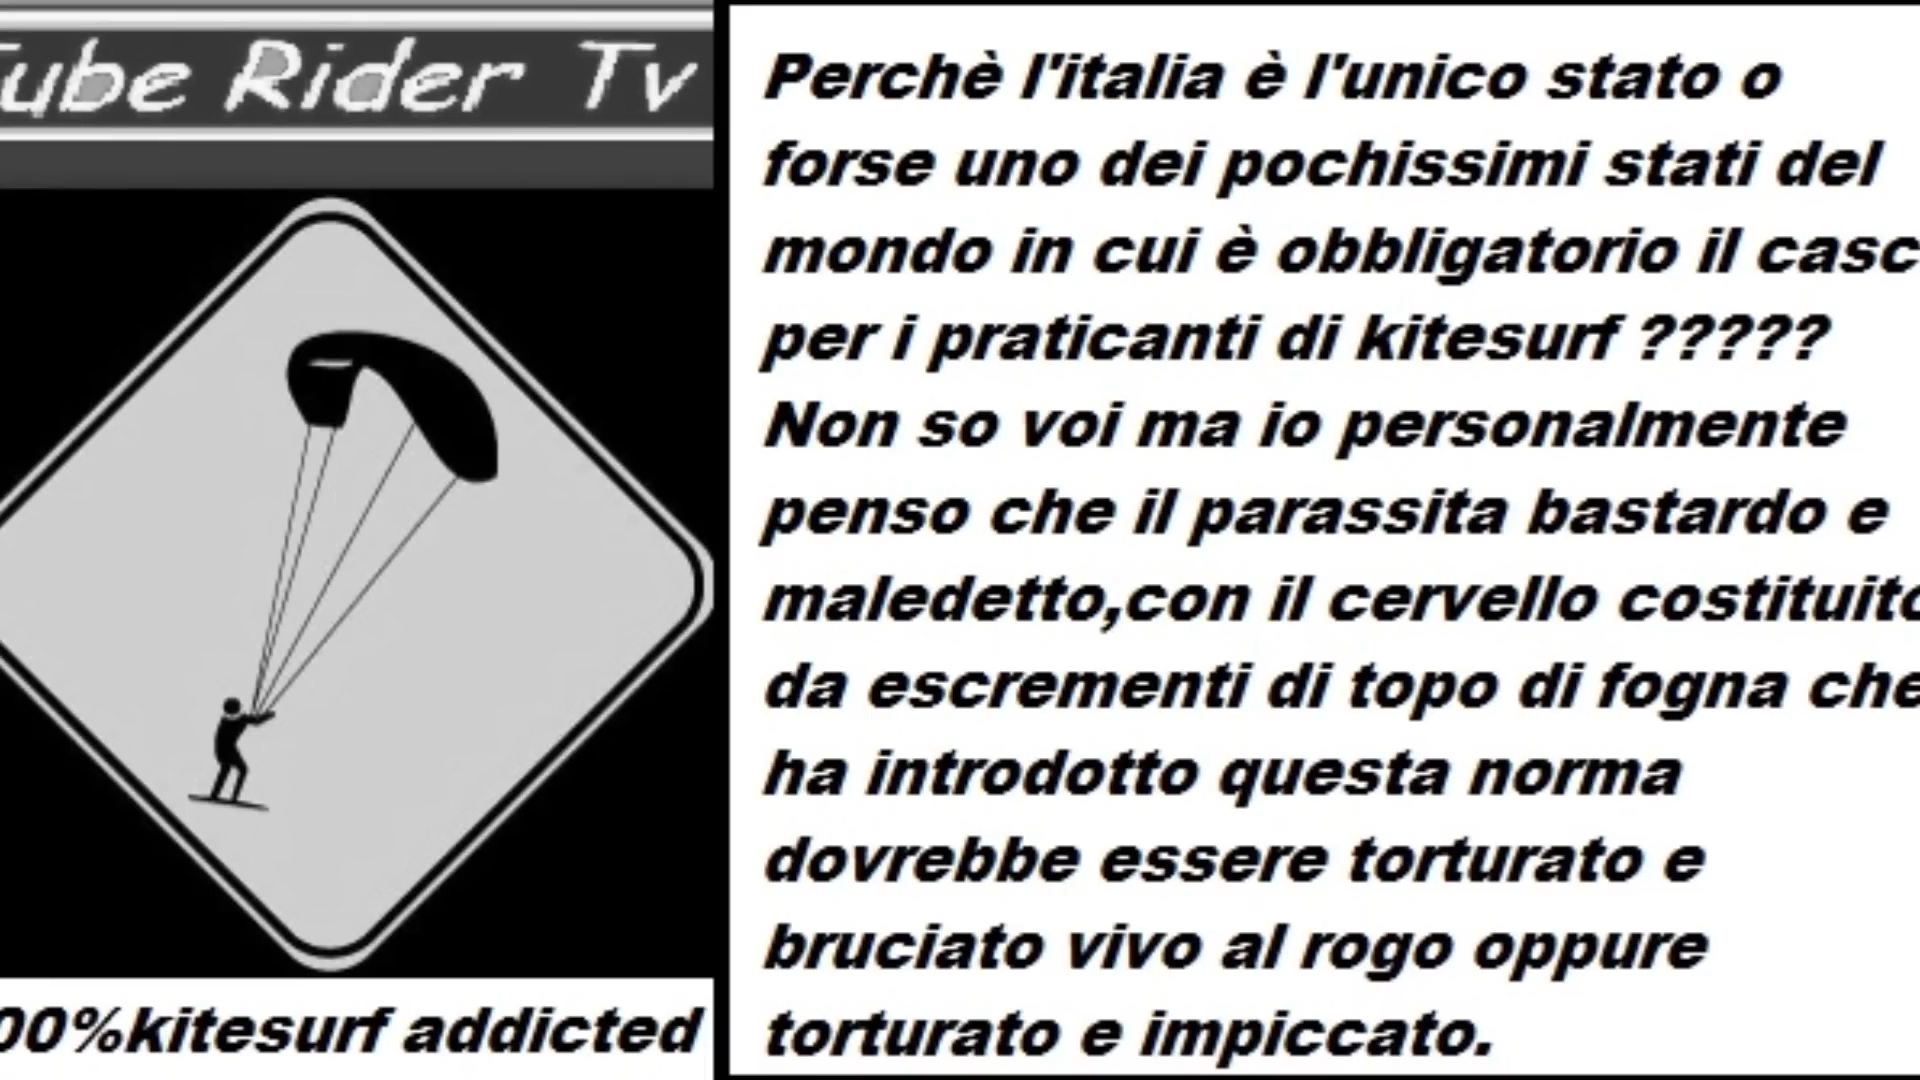 Tube Rider Tv
Perchè l'italia è l'unico stato o
forse uno dei pochissimi stati del
mondo in cui è obbligatorio il casc
per i praticanti di kitesurf ?????
Non so voi ma io personalmente
penso che il parassita bastardo e
maledetto,con il cervello costituito
da escrementi di topo di fogna che
ha introdotto questa norma
dovrebbe essere torturato e
bruciato vivo al rogo oppure
torturato e impiccato.
00%kitesurf addicted